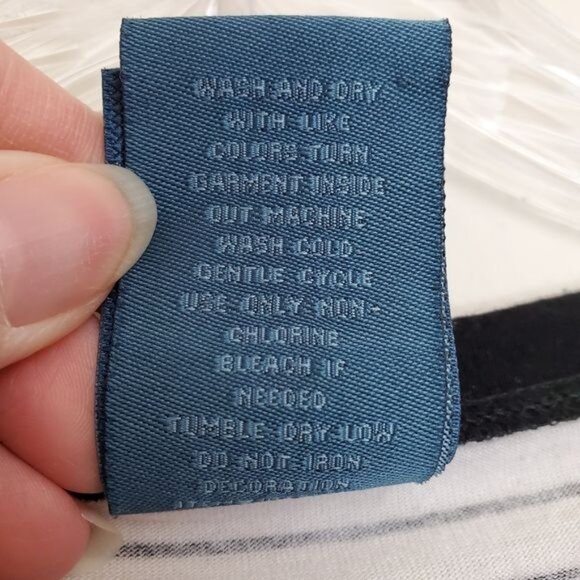 WASH AND DRY
WITH LIKE
COLORS TURN
GARMENT INSIDE
OUT MACHINE
WASH COLD
GENTLE CYCLE
USE ONLY NON-
CHLORINE
BLEACH IF
NEEDED
TUMBLE DRY LOW
DO NOT IRON
DECORATION